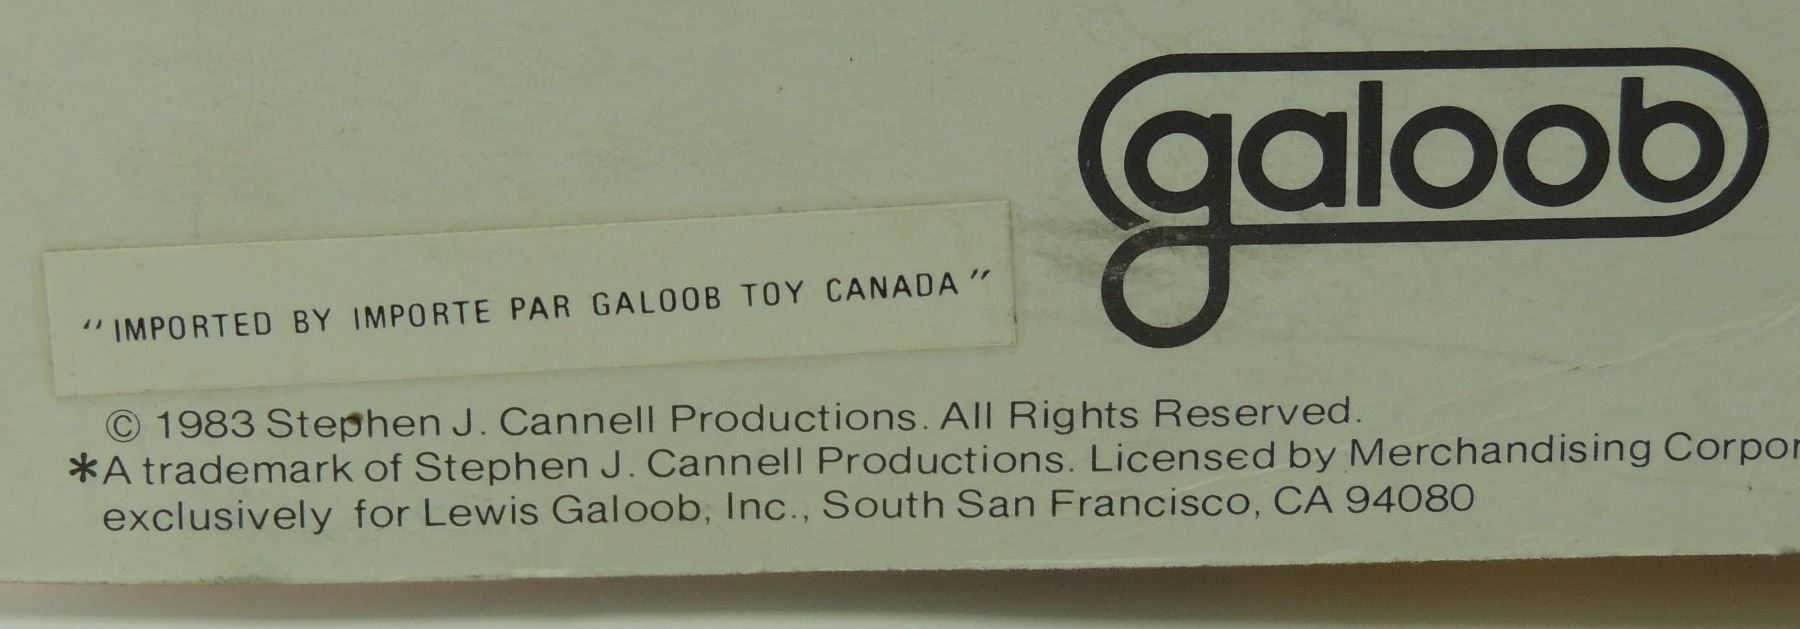 galoob
"IMPORTED BY IMPORTE PAR GALOOB TOY CANADA"
© 1983 Stephen J. Cannell Productions. All Rights Reserved.
*A trademark of Stephen J. Cannell Productions. Licensed by Merchandising Corpor
exclusively for Lewis Galoob, Inc., South San Francisco, CA 94080